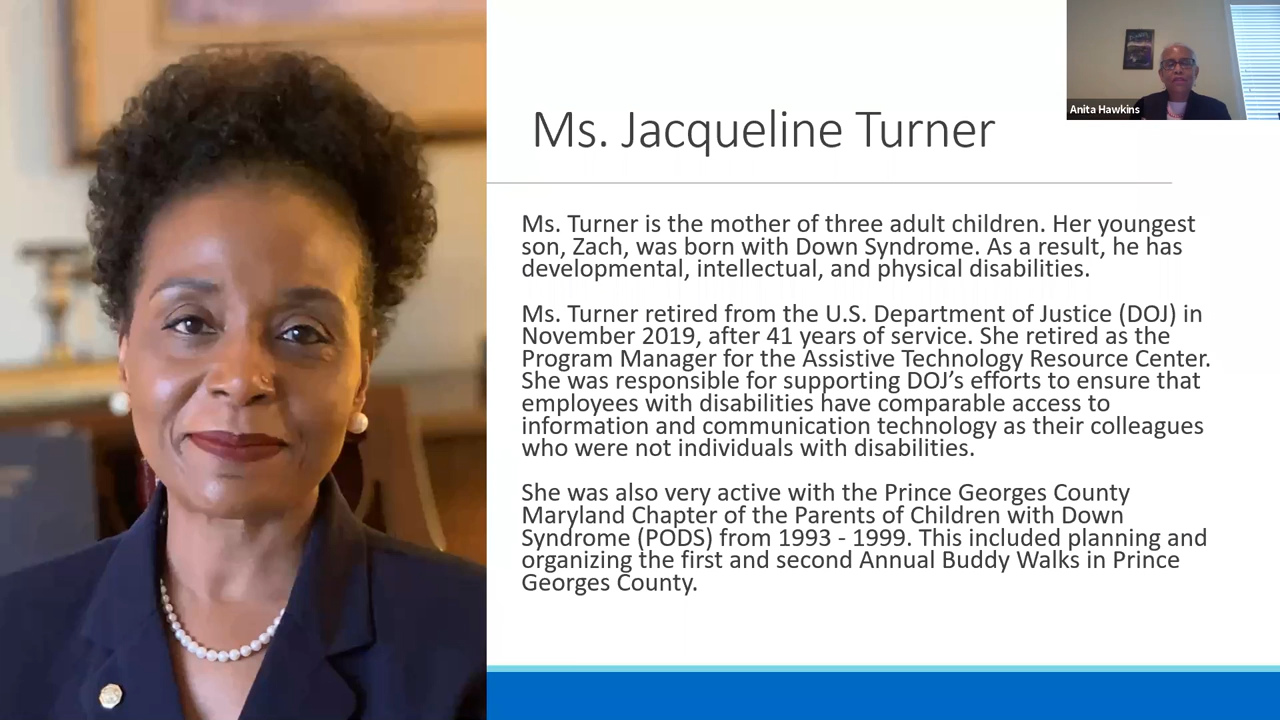 Anita Hawkins
Ms. Jacqueline Turner
Ms. Turner is the mother of three adult children. Her youngest
son, Zach, was born with Down Syndrome. As a result, he has
developmental, intellectual, and physical disabilities.
Ms. Turner retired from the U.S. Department of Justice (DOJ) in
November 2019, after 41 years of service. She retired as the
Program Manager for the Assistive Technology Resource Center.
She was responsible for supporting DOJ’s efforts to ensure that
employees with disabilities have comparable access to
information and communication technology as their colleagues
who were not individuals with disabilities.
She was also very active with the Prince Georges County
Maryland Chapter of the Parents of Children with Down
Syndrome (PODS) from 1993 - 1999. This included planning and
organizing the first and second Annual Buddy Walks in Prince
Georges County.